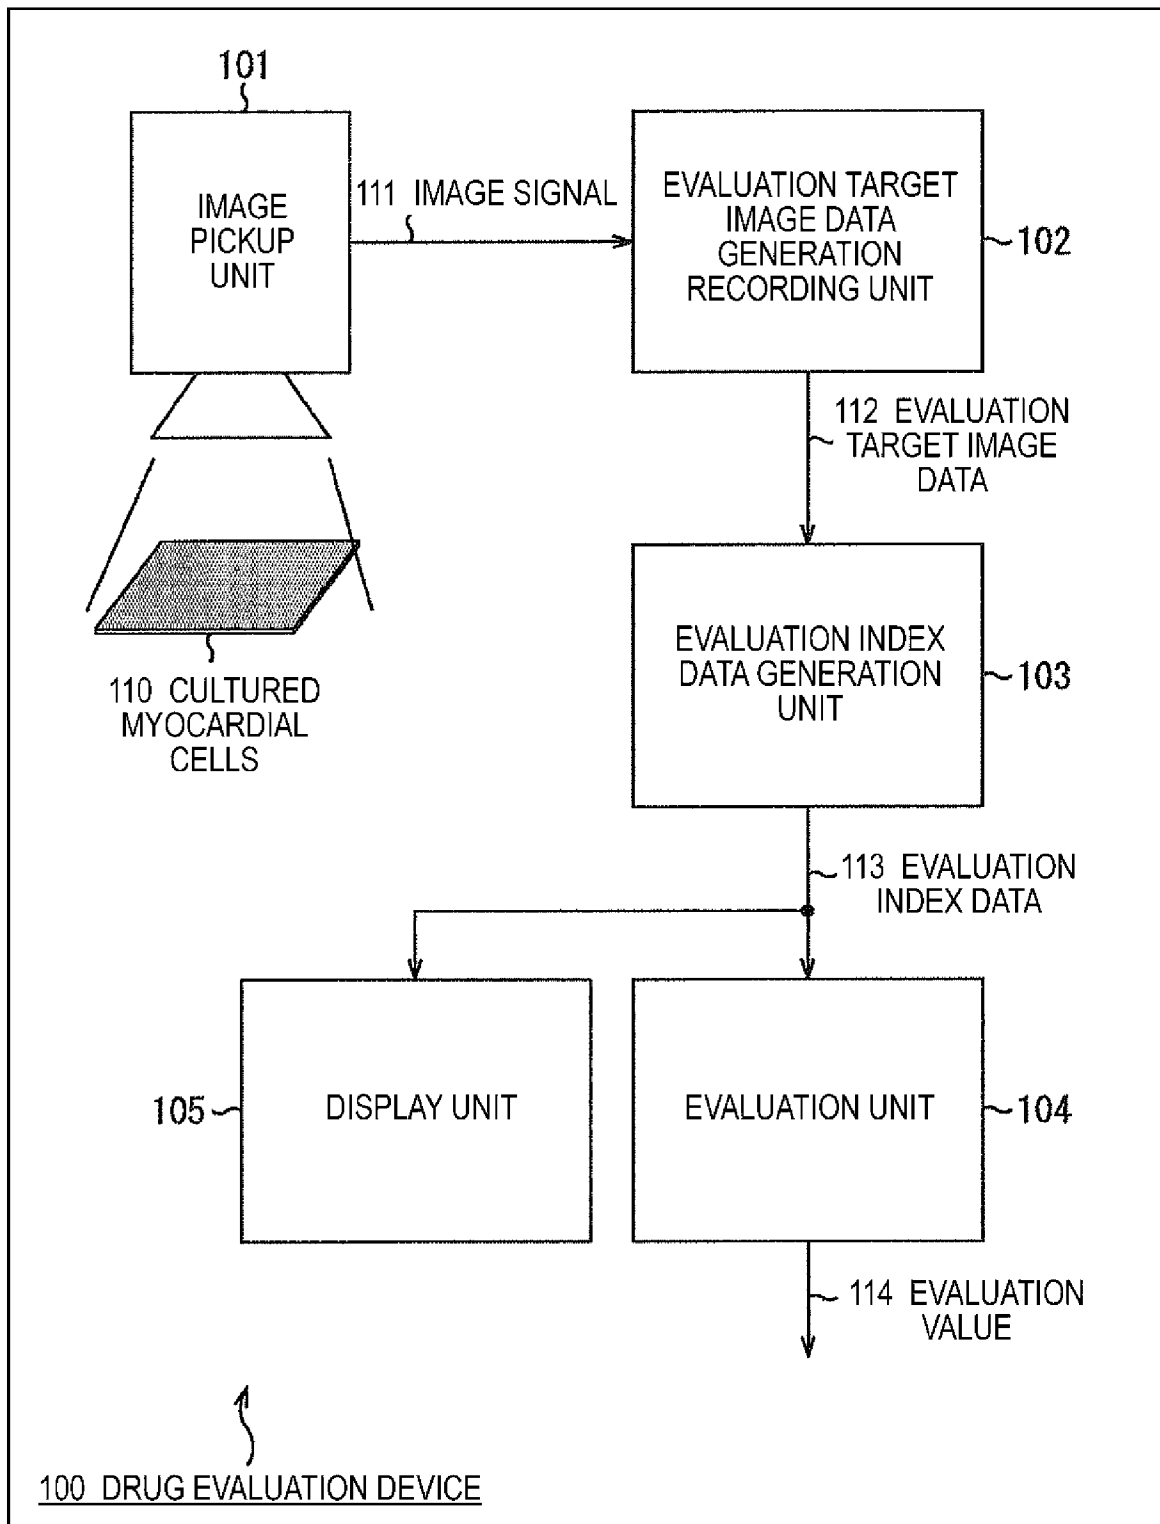 101
IMAGE
PICKUP
UNIT
111 IMAGE SIGNAL
EVALUATION TARGET
IMAGE DATA
GENERATION
RECORDING UNIT
102
112 EVALUATION
TARGET IMAGE
DATA
110 CULTURED
MYOCARDIAL
CELLS
EVALUATION INDEX
DATA GENERATION
UNIT
103
113 EVALUATION
INDEX DATA
105
DISPLAY UNIT
EVALUATION UNIT
104
114 EVALUATION
VALUE
100 DRUG EVALUATION DEVICE